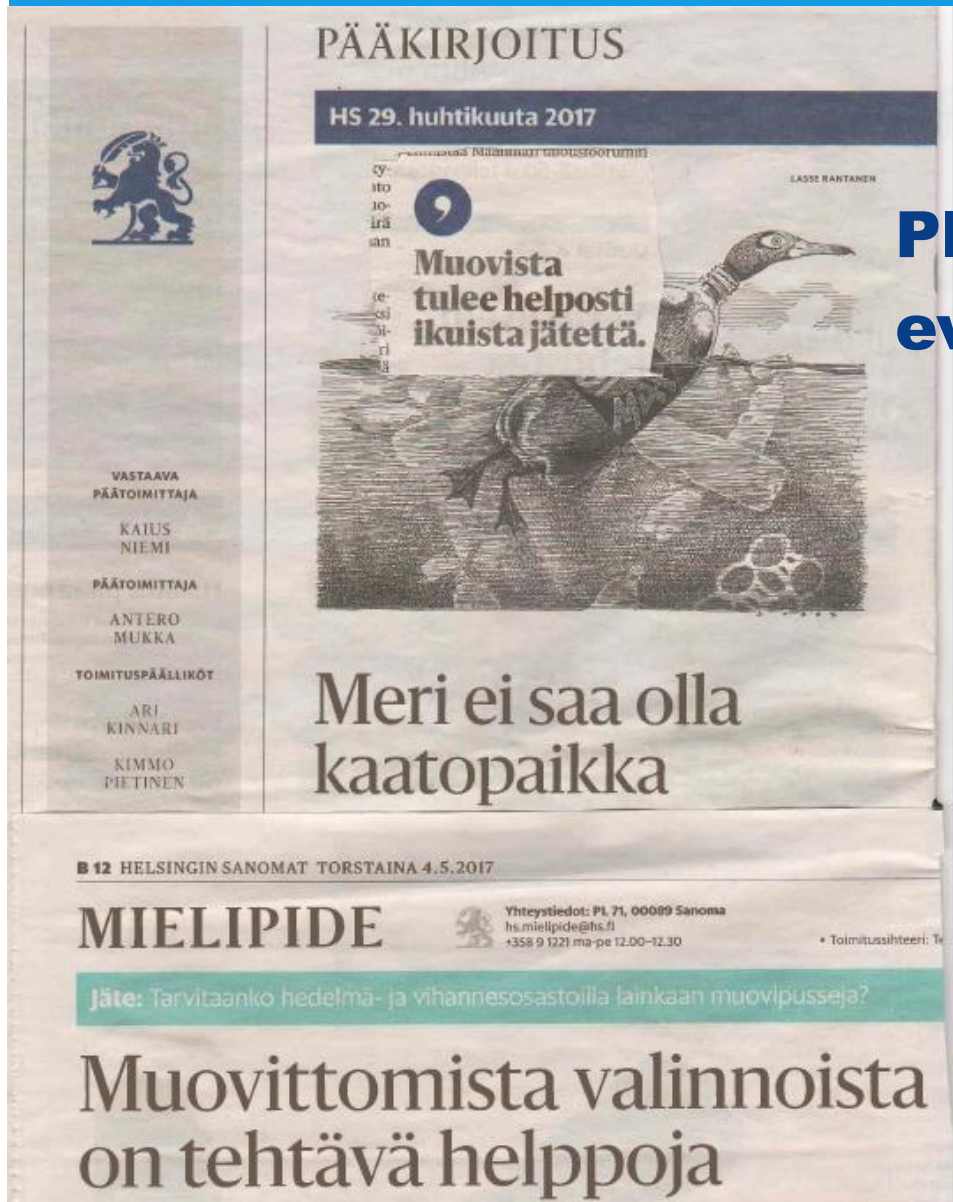 PÄÄKIRJOITUS
HS 29. huhtikuuta 2017
LASSE RANTANEN
Muovista
tulee helposti
ikuista jätettä.
VASTAAVA
PÄÄTOIMITTAJA
KAIUS
NIEMI
PÄÄTOIMITTAJA
ANTERO
MUKKA
TOIMITUSPÄÄLLIKÖT
ARI
KINNARI
KIMMO
PIETINEN
Meri ei saa olla
kaatopaikka
B 12 HELSINGIN SANOMAT TORSTAINA 4.5.2017
MIELIPIDE
Yhteystiedot: PL 71, 00089 Sanoma
hs.mielipide@hs.fi
+358 9 1221 ma-pe 12.00–12.30
• Toimitussihteeri: Te
Jäte: Tarvitaanko hedelmä- ja vihannesosastoilla lainkaan muovipusseja?
Muovittomista valinnoista
on tehtävä helppoja